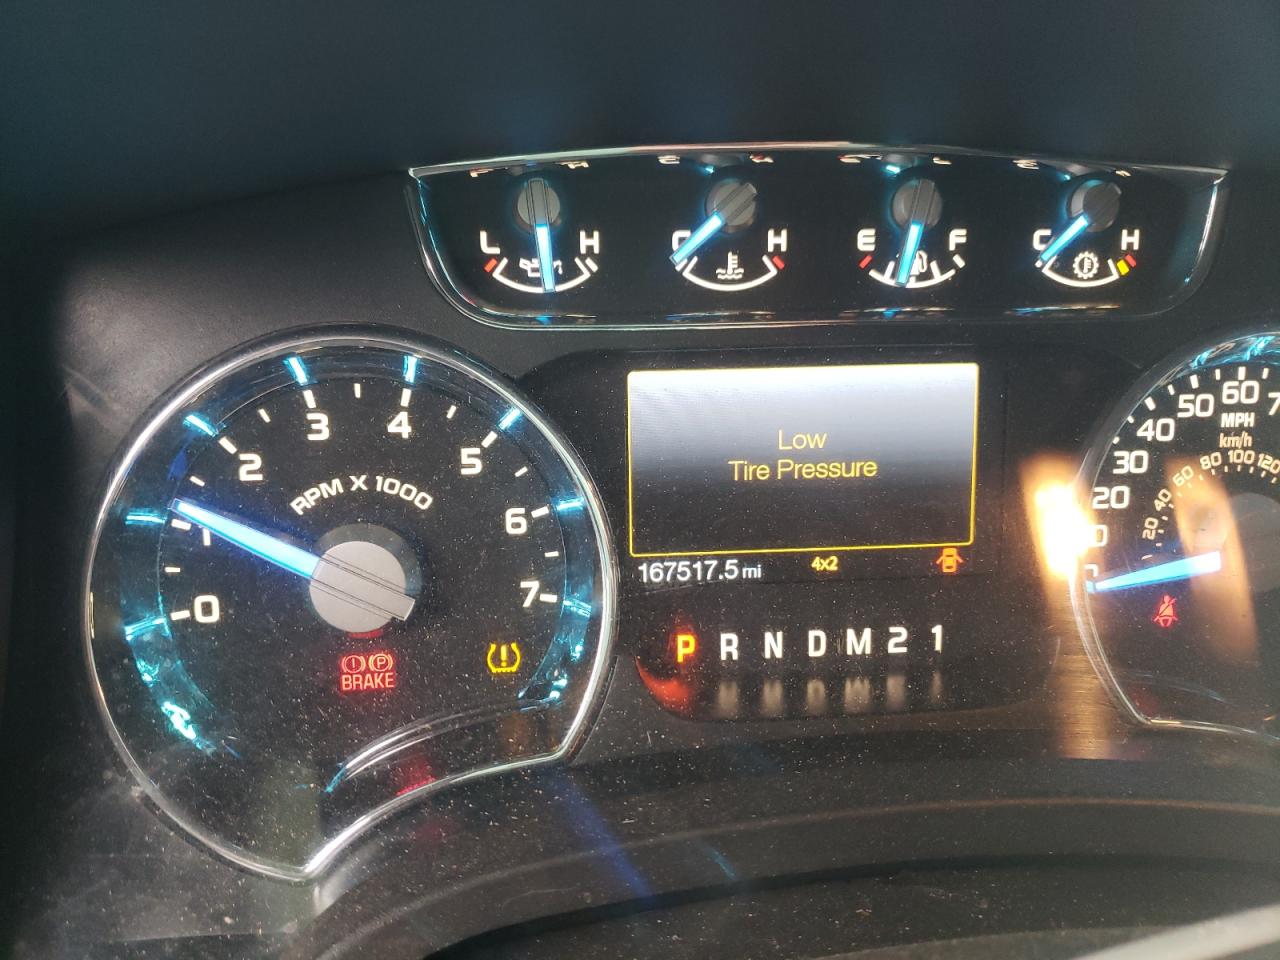 L H
C H
E F
C H
0 1 2 3 4 5 6 7
RPM X 1000
BRAKE
P
Low
Tire Pressure
167517.5 mi 4x2
P R N D M 2 1
20 30 40 50 60
MPH
km/h
20 40 60 80 100 120